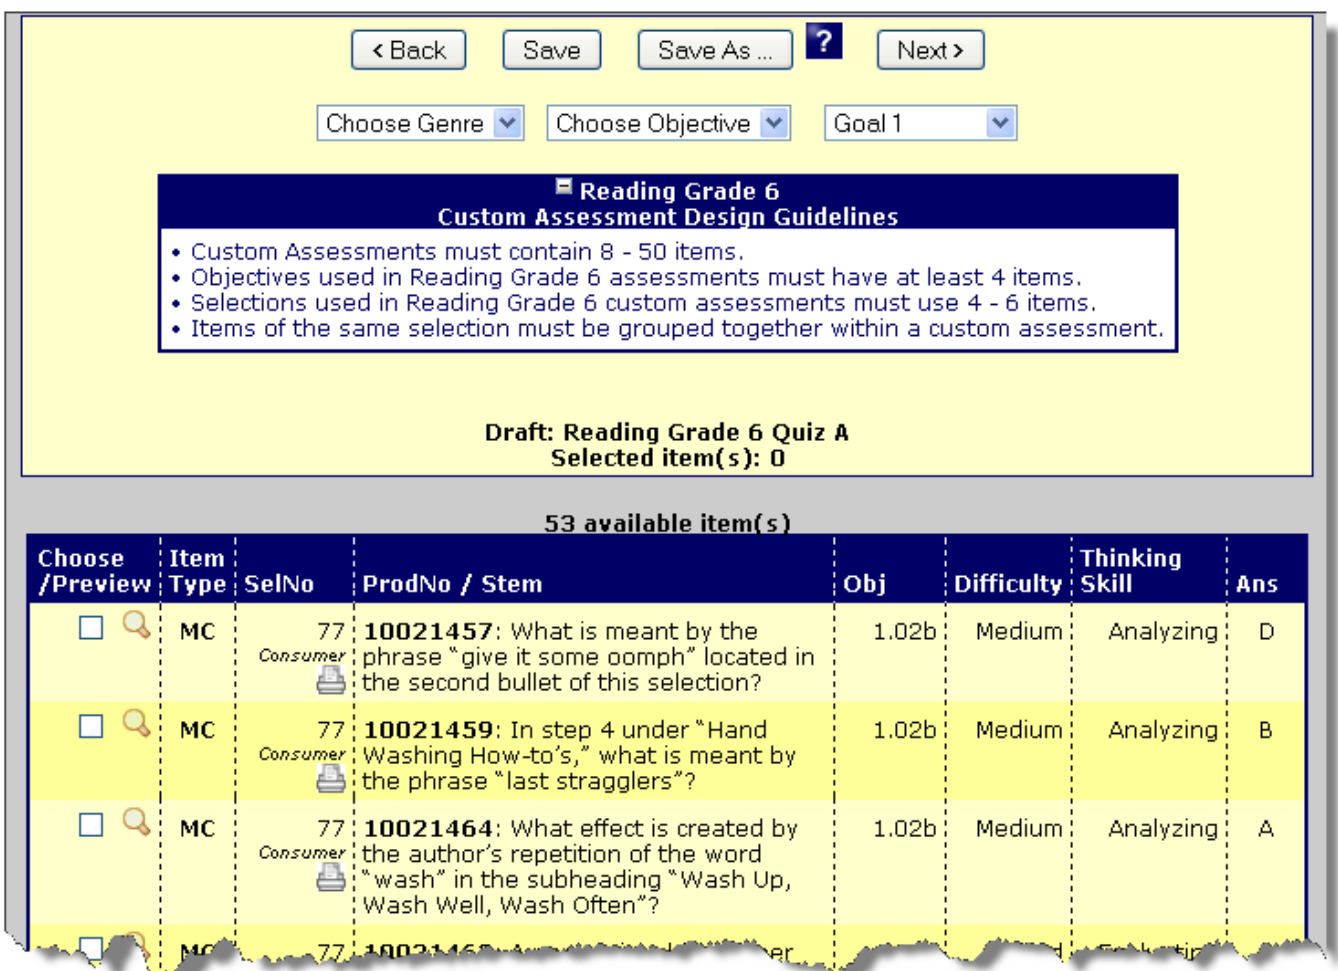 < Back Save Save As ... ? Next >
Choose Genre Choose Objective Goal 1
Reading Grade 6
Custom Assessment Design Guidelines
• Custom Assessments must contain 8 - 50 items.
• Objectives used in Reading Grade 6 assessments must have at least 4 items.
• Selections used in Reading Grade 6 custom assessments must use 4 - 6 items.
• Items of the same selection must be grouped together within a custom assessment.
Draft: Reading Grade 6 Quiz A
Selected item(s): 0
53 available item(s)
Choose Item Thinking
/Preview Type SelNo ProdNo / Stem Obj Difficulty Skill Ans
MC 77 10021457: What is meant by the 1.02b Medium Analyzing D
Consumer phrase "give it some oomph" located in
the second bullet of this selection?
MC 77 10021459: In step 4 under "Hand 1.02b Medium Analyzing B
Consumer Washing How-to's," what is meant by
the phrase "last stragglers"?
MC 77 10021464: What effect is created by 1.02b Medium Analyzing A
Consumer the author's repetition of the word
"wash" in the subheading "Wash Up,
Wash Well, Wash Often"?
MC 77